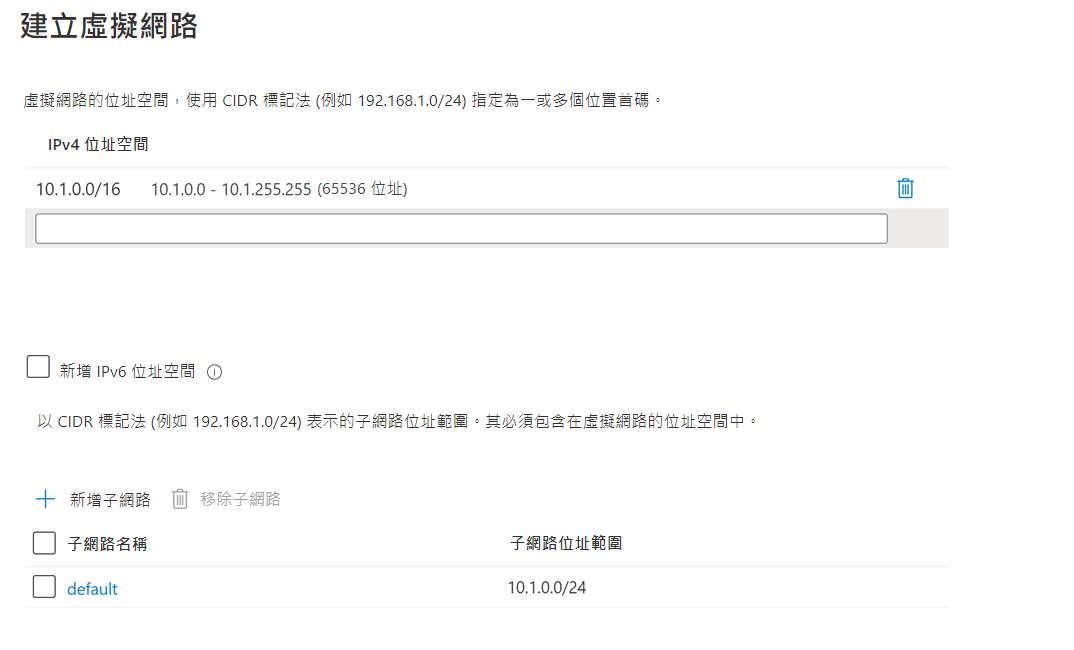 建立虛擬網路
虛擬網路的位址空間，使用 CIDR 標記法 (例如 192.168.1.0/24) 指定為一或多個位置首碼。
IPv4 位址空間
10.1.0.0/16 10.1.0.0 - 10.1.255.255 (65536 位址)
新增 IPv6 位址空間
以 CIDR 標記法 (例如 192.168.1.0/24) 表示的子網路位址範圍。其必須包含在虛擬網路的位址空間中。
新增子網路 移除子網路
子網路名稱 子網路位址範圍
default 10.1.0.0/24